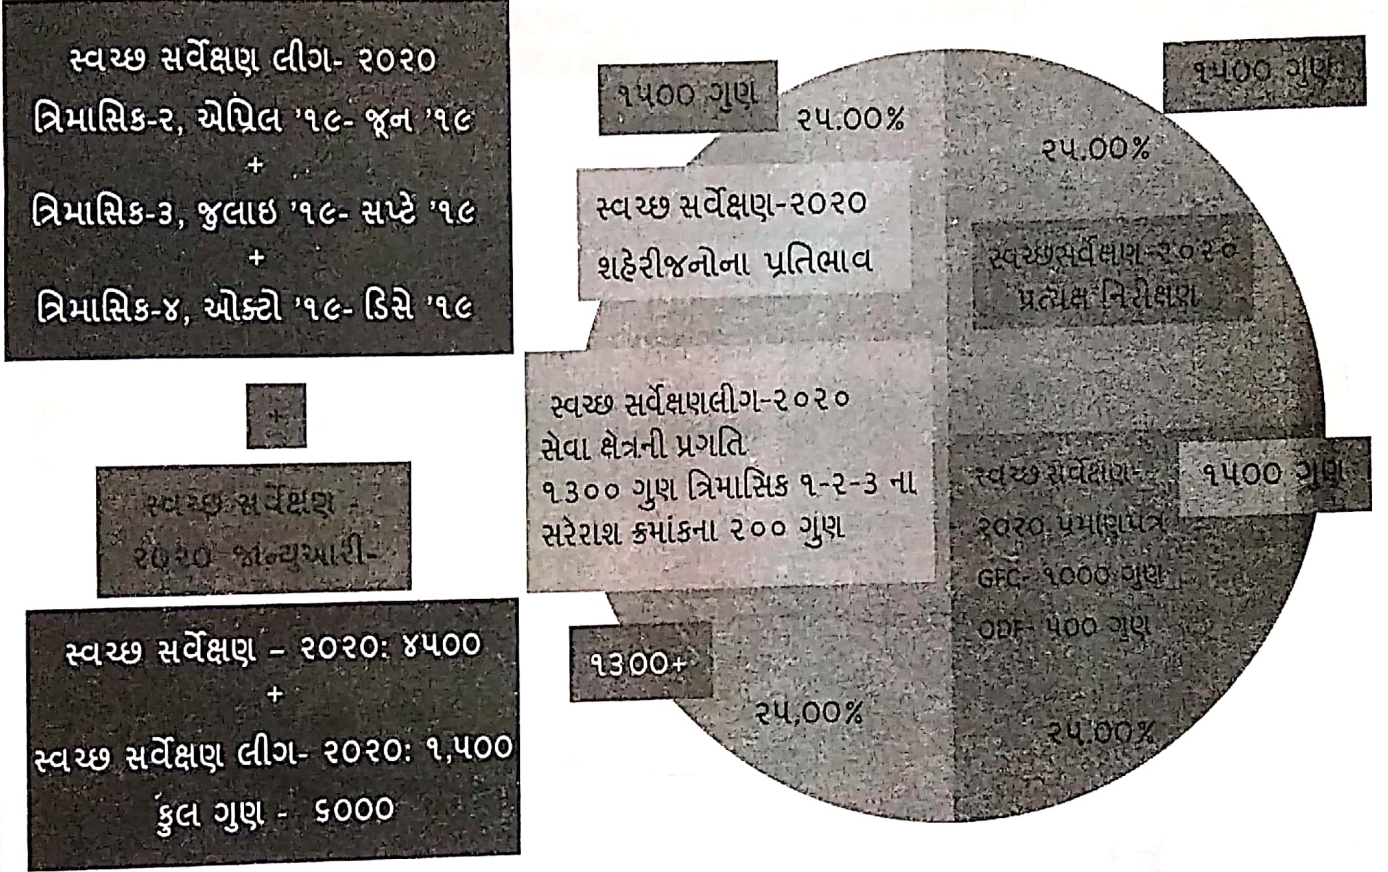 સ્વચ્છ સર્વેક્ષણ લીગ- ૨૦૨૦
ત્રિમાસિક-૨, એપ્રિલ '૧૯- જૂન '૧૯
+
ત્રિમાસિક-૩, જુલાઇ '૧૯- સપ્ટે '૧૯
+
ત્રિમાસિક-૪, ઓક્ટો '૧૯- ડિસે '૧૯
+
સ્વચ્છ સર્વેક્ષણ -
૨૦૨૦ જાન્યુઆરી-
સ્વચ્છ સર્વેક્ષણ – ૨૦૨૦: ૪૫૦૦
+
સ્વચ્છ સર્વેક્ષણ લીગ- ૨૦૨૦: ૧,૫૦૦
કુલ ગુણ - ૬૦૦૦
૧૫૦૦ ગુણ
૨૫.૦૦%
સ્વચ્છ સર્વેક્ષણ-૨૦૨૦
શહેરીજનોના પ્રતિભાવ
૧૫૦૦ ગુણ
૨૫.૦૦%
સ્વચ્છસર્વેક્ષણ-૨૦૨૦
પ્રત્યક્ષ નિરીક્ષણ
સ્વચ્છ સર્વેક્ષણલીગ-૨૦૨૦
સેવા ક્ષેત્રની પ્રગતિ
૧૩૦૦ ગુણ ત્રિમાસિક ૧-૨-૩ ના
સરેરાશ ક્રમાંકના ૨૦૦ ગુણ
૧૩૦૦+
૨૫,૦૦%
સ્વચ્છ સર્વેક્ષણ-
૨૦૨૦ પ્રમાણપત્ર
GFC- ૧૦૦૦ ગુણ
ODF- ૫૦૦ ગુણ
૧૫૦૦ ગુણ
૨૫.૦૦%